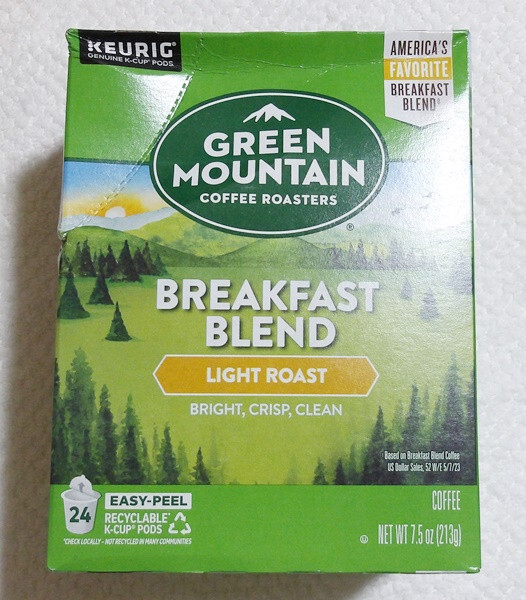 KEURIG®
GENUINE K-CUP® PODS
AMERICA'S
FAVORITE
BREAKFAST
BLEND*
GREEN
MOUNTAIN
COFFEE ROASTERS
®
BREAKFAST
BLEND
LIGHT ROAST
BRIGHT, CRISP, CLEAN
Based on Breakfast Blend Coffee
US Dollar Sales, 52 W/E 5/7/23
24
EASY-PEEL
RECYCLABLE*
K-CUP® PODS
*CHECK LOCALLY – NOT RECYCLED IN MANY COMMUNITIES
COFFEE
NET WT 7.5 oz (213g)